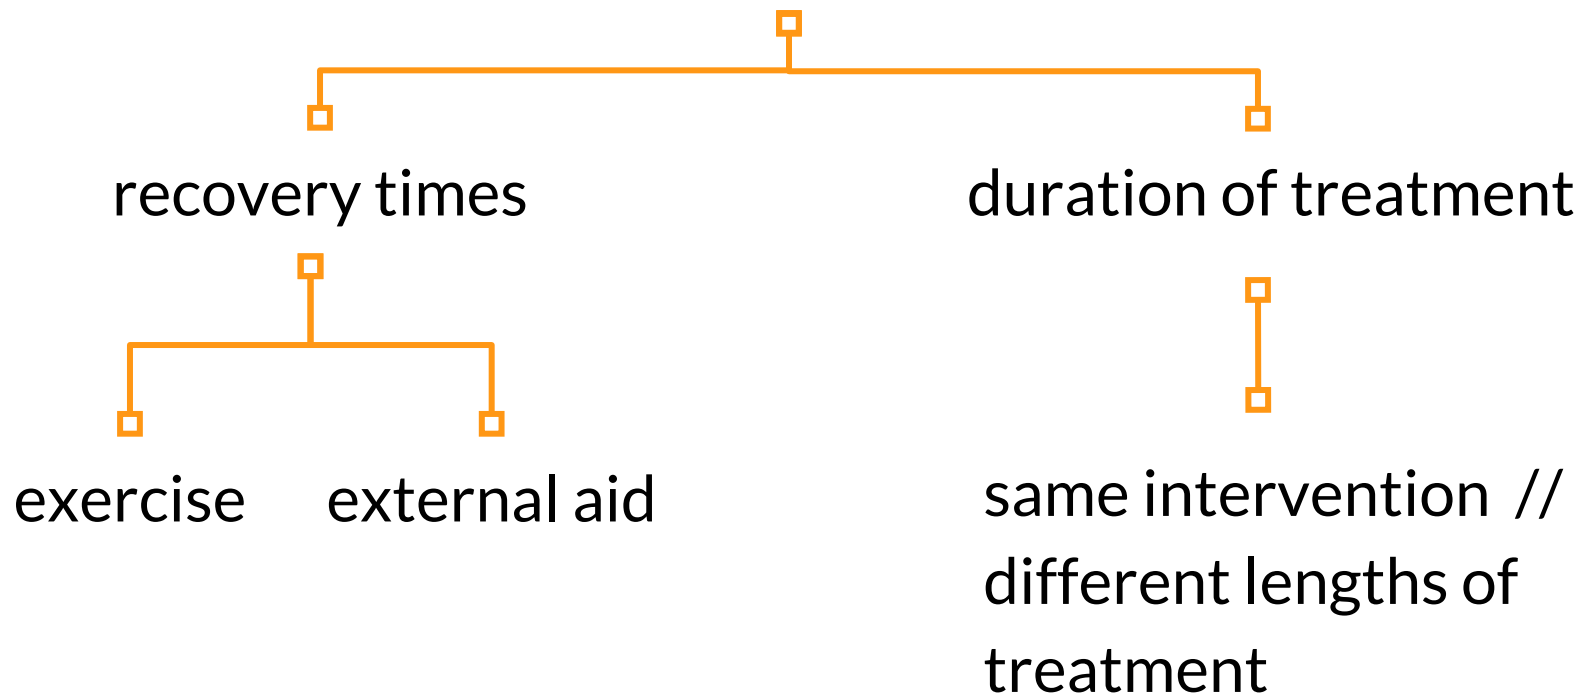 recovery times
duration of treatment
exercise
external aid
same intervention //
different lengths of
treatment